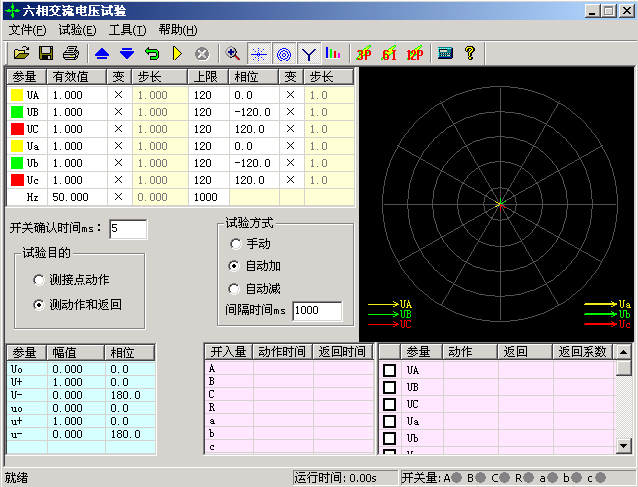 六相交流电压试验
文件(F) 试验(E) 工具(T) 帮助(H)
3P 6I 12P ?
参量 有效值 变 步长 上限 相位 变 步长
UA 1.000 × 1.000 120 0.0 × 1.0
UB 1.000 × 1.000 120 -120.0 × 1.0
UC 1.000 × 1.000 120 120.0 × 1.0
Ua 1.000 × 1.000 120 0.0 × 1.0
Ub 1.000 × 1.000 120 -120.0 × 1.0
Uc 1.000 × 1.000 120 120.0 × 1.0
Hz 50.000 × 0.000 1000
开关确认时间ms： 5
试验目的
测接点动作
测动作和返回
试验方式
手动
自动加
自动减
间隔时间ms 1000
UA
UB
UC
Ua
Ub
Uc
参量 幅值 相位
Uo 0.000 0.0
U+ 1.000 0.0
U- 0.000 180.0
uo 0.000 0.0
u+ 1.000 0.0
u- 0.000 180.0
开入量 动作时间 返回时间
A
B
C
R
a
b
c
参量 动作 返回 返回系数
UA
UB
UC
Ua
Ub
就绪
运行时间: 0.00s
开关量: A B C R a b c